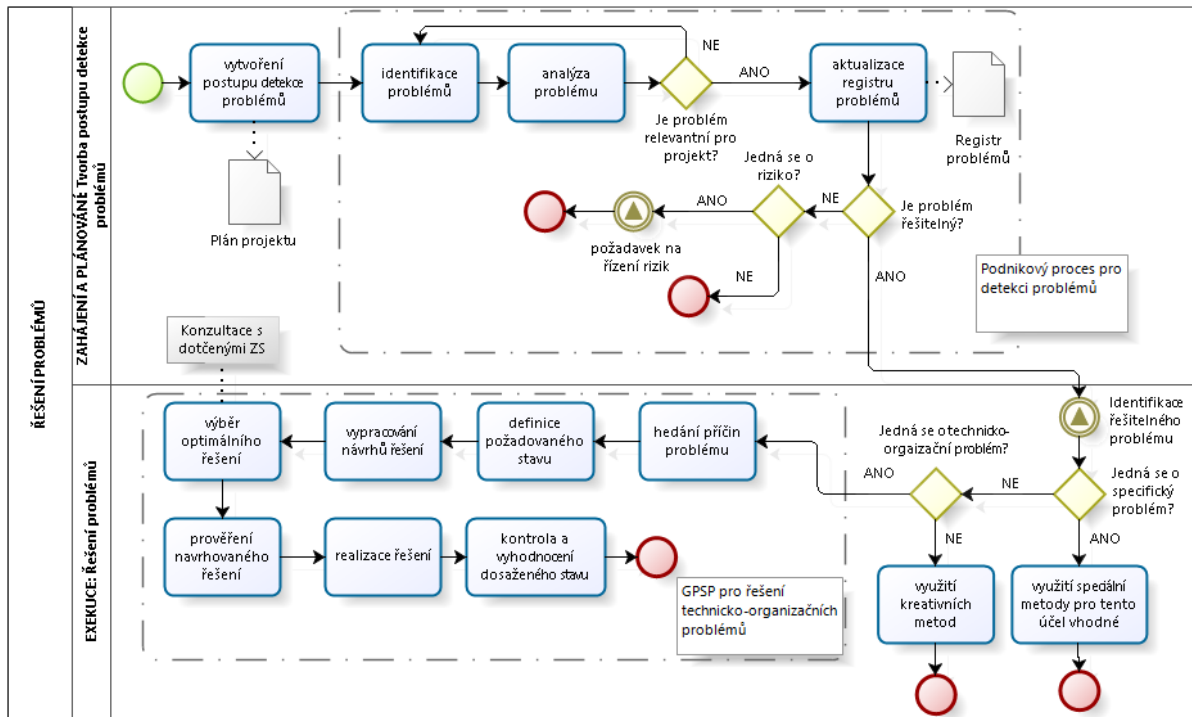 ŘEŠENÍ PROBLÉMŮ
ZAHÁJENÍ A PLÁNOVÁNÍ: Tvorba postupu detekce
problémů
vytvoření
postupu detekce
problémů
Plán projektu
identifikace
problémů
analýza
problému
NE
ANO
Je problém
relevantní pro
projekt?
aktualizace
registru
problémů
Registr
problémů
Je problém
řešitelný?
NE
Jedná se o
riziko?
ANO
požadavek na
řízení rizik
NE
ANO
Podnikový proces pro
detekci problémů
EXEKUCE: Řešení problémů
Identifikace
řešitelného
problému
Jedná se o
specifický
problém?
NE
ANO
využití speciální
metody pro tento
účel vhodné
Jedná se o technicko-
orgaizační problém?
ANO
NE
využití
kreativních
metod
hedání příčin
problému
definice
požadovaného
stavu
vypracování
návrhů řešení
Konzultace s
dotčenými ZS
výběr
optimálního
řešení
prověření
navrhovaného
řešení
realizace řešení
kontrola a
vyhodnocení
dosaženého stavu
GPSP pro řešení
technicko-organizačních
problémů